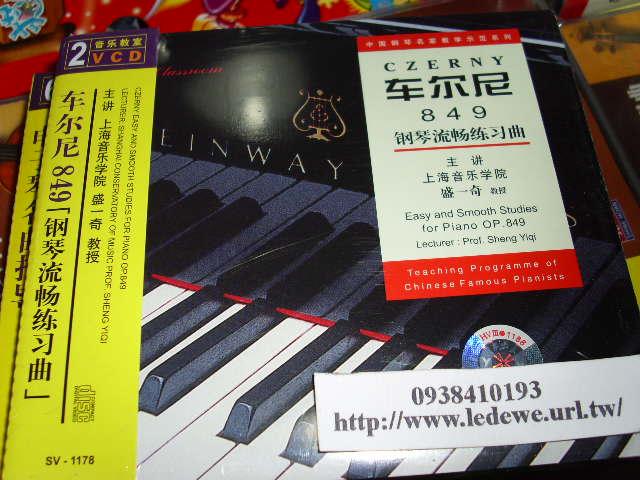 2
音乐教室
VCD
车尔尼 849「钢琴流畅练习曲」
主讲 上海音乐学院 盛一奇 教授
CZERNY EASY AND SMOOTH STUDIES FOR PIANO OP.849
LECTURER: SHANGHAI CONSERVATORY OF MUSIC PROF. SHENG YIQI
COMPACT
disc
SV - 1178
Classroom
EINWAY
中国钢琴名家教学示范系列
CZERNY
车尔尼
849
钢琴流畅练习曲
主 讲
上海音乐学院
盛一奇 教授
Easy and Smooth Studies
for Piano OP.849
Lecturer : Prof. Sheng Yiqi
Teaching Programme of
Chinese Famous Pianists
0938410193
http://www.ledewe.url.tw/